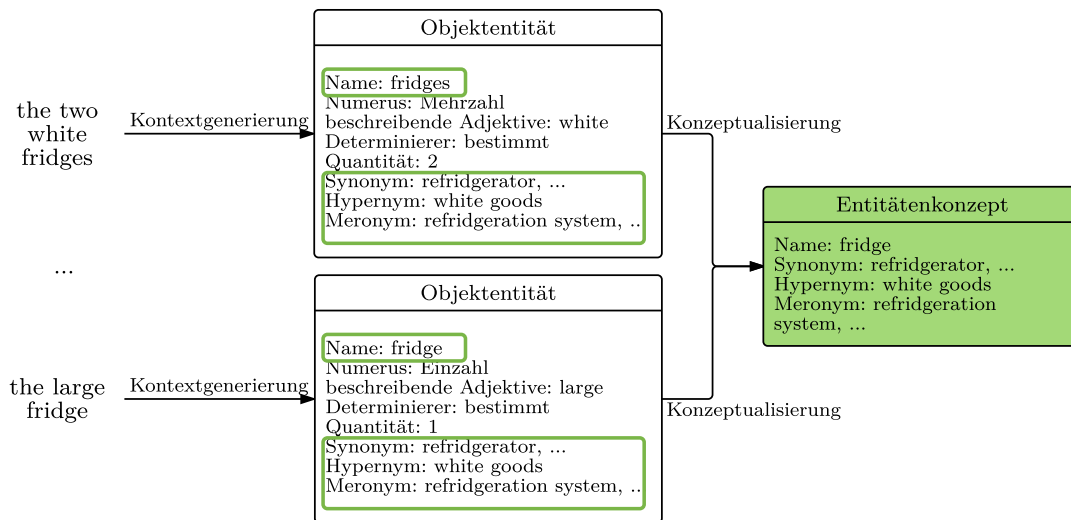 the two
white
fridges
Kontextgenerierung
Objektentität
Name: fridges
Numerus: Mehrzahl
beschreibende Adjektive: white
Determinierer: bestimmt
Quantität: 2
Synonym: refridgerator, ...
Hypernym: white goods
Meronym: refridgeration system, ..
Konzeptualisierung
...
the large
fridge
Kontextgenerierung
Objektentität
Name: fridge
Numerus: Einzahl
beschreibende Adjektive: large
Determinierer: bestimmt
Quantität: 1
Synonym: refridgerator, ...
Hypernym: white goods
Meronym: refridgeration system, ..
Konzeptualisierung
Entitätenkonzept
Name: fridge
Synonym: refridgerator, ...
Hypernym: white goods
Meronym: refridgeration
system, ...